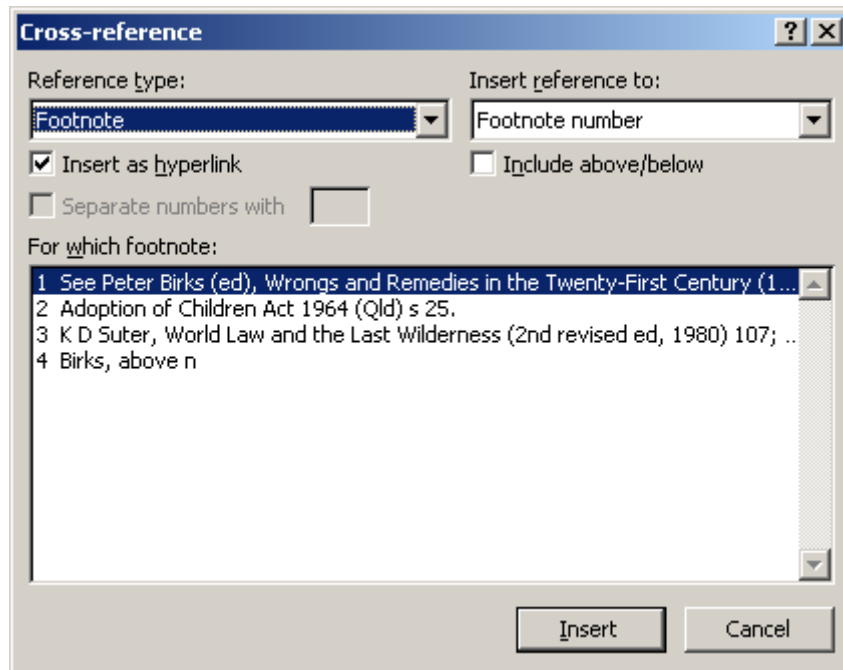 Cross-reference
Reference type:
Insert reference to:
Footnote
Footnote number
Insert as hyperlink
Include above/below
Separate numbers with
For which footnote:
1 See Peter Birks (ed), Wrongs and Remedies in the Twenty-First Century (1...
2 Adoption of Children Act 1964 (Qld) s 25.
3 K D Suter, World Law and the Last Wilderness (2nd revised ed, 1980) 107; ..
4 Birks, above n
Insert
Cancel